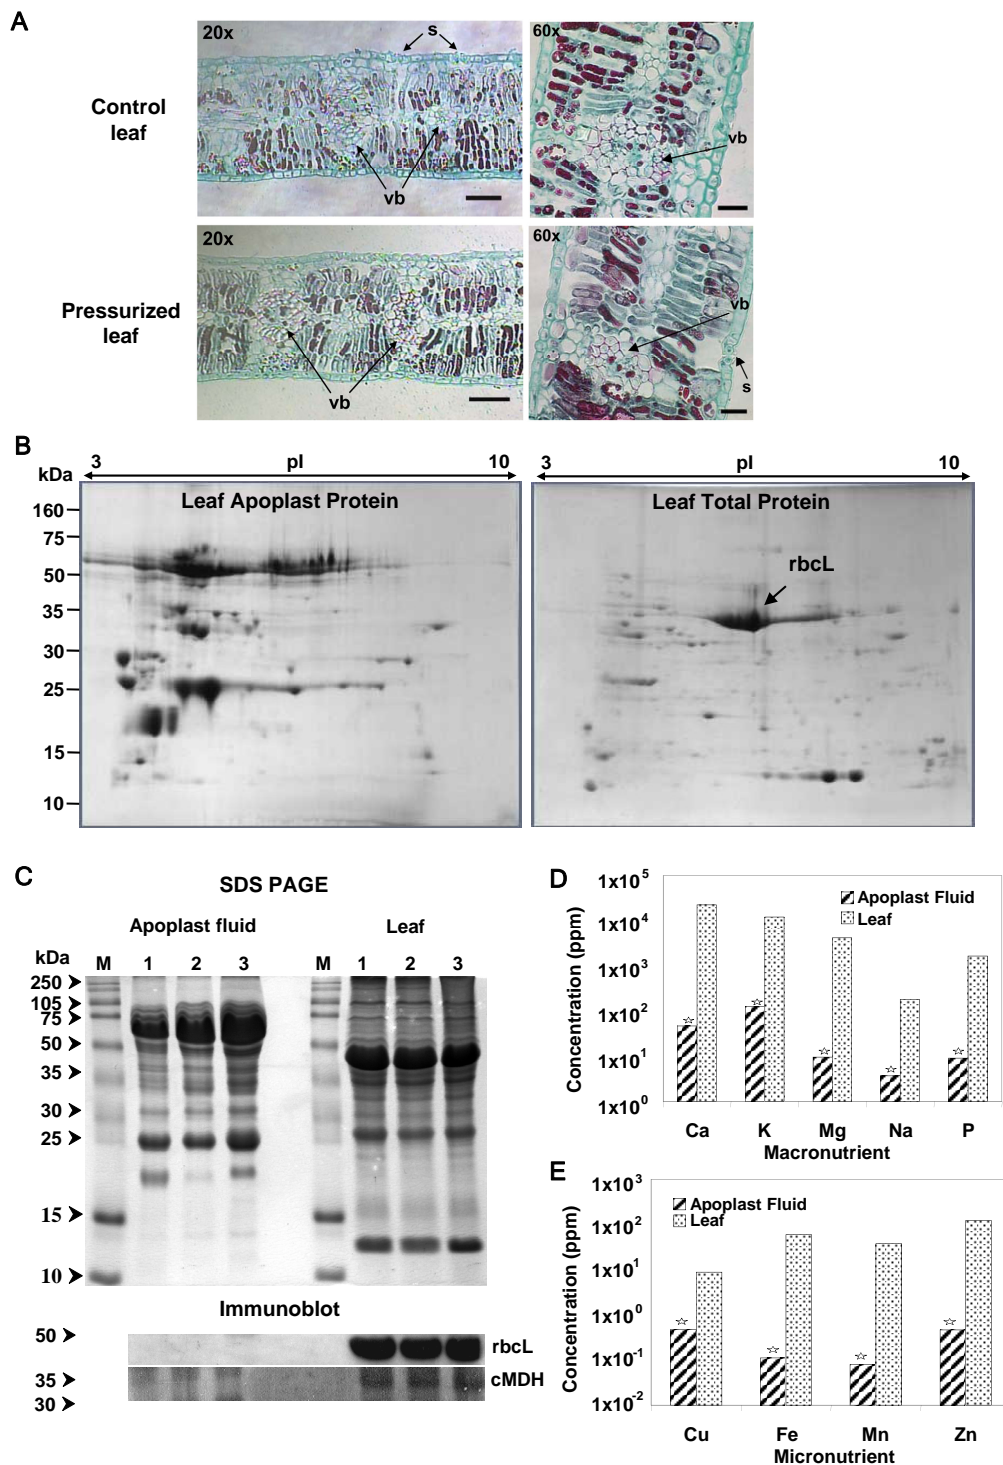 A
20x
s
60x
Control
leaf
vb
vb
20x
60x
Pressurized
leaf
vb
vb
s
B
kDa
3 pI 10
3 pI 10
Leaf Apoplast Protein
Leaf Total Protein
rbcL
160
75
50
35
30
25
15
10
C
SDS PAGE
Apoplast fluid
Leaf
kDa
M 1 2 3
M 1 2 3
250
105
75
50
35
30
25
15
10
Immunoblot
50
rbcL
35
cMDH
30
D
1x10^5
1x10^4
1x10^3
1x10^2
1x10^1
1x10^0
Concentration (ppm)
Apoplast Fluid
Leaf
Ca K Mg Na P
Macronutrient
E
1x10^3
1x10^2
1x10^1
1x10^0
1x10^-1
1x10^-2
Concentration (ppm)
Apoplast Fluid
Leaf
Cu Fe Mn Zn
Micronutrient